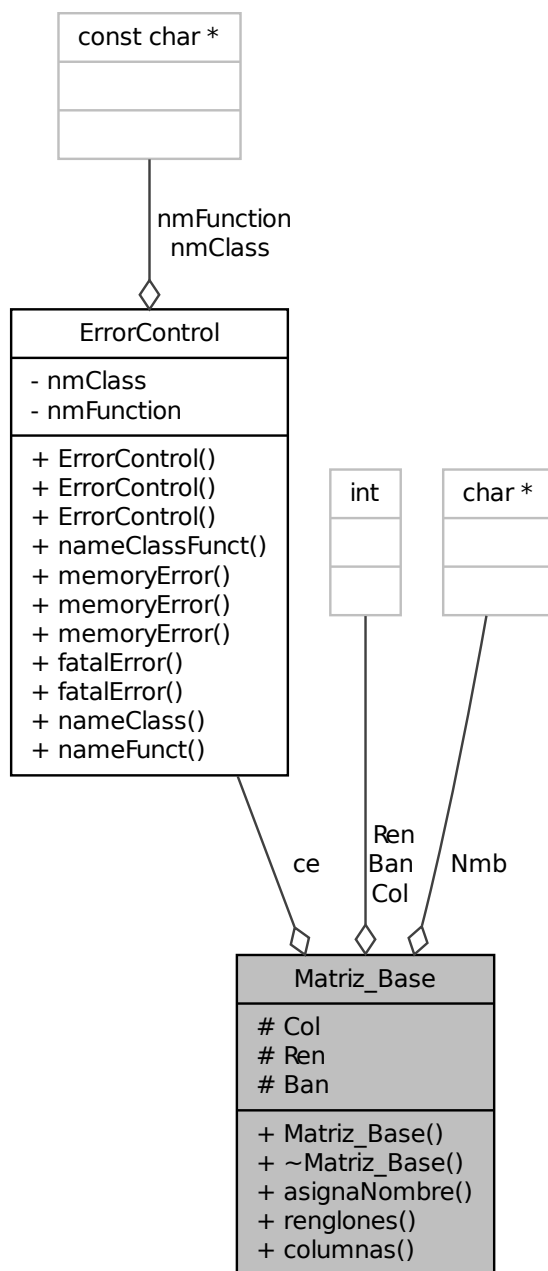 const char *
nmFunction
nmClass
ErrorControl
- nmClass
- nmFunction
+ ErrorControl()
+ ErrorControl()
+ ErrorControl()
+ nameClassFunct()
+ memoryError()
+ memoryError()
+ memoryError()
+ fatalError()
+ fatalError()
+ nameClass()
+ nameFunct()
int
char *
ce
Ren
Ban
Col
Nmb
Matriz_Base
# Col
# Ren
# Ban
+ Matriz_Base()
+ ~Matriz_Base()
+ asignaNombre()
+ renglones()
+ columnas()